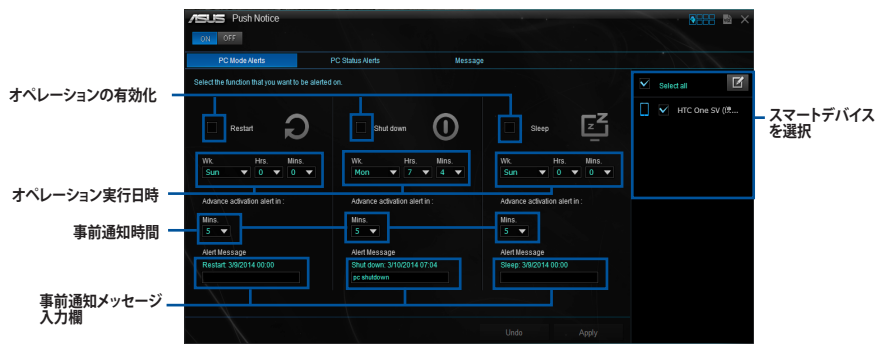 ASUS Push Notice
ON OFF
PC Mode Alerts PC Status Alerts Message
Select the function that you want to be alerted on.
Select all
HTC One SV
オペレーションの有効化
スマートデバイス
を選択
Restart Shut down Sleep
Wk. Hrs. Mins. Wk. Hrs. Mins. Wk. Hrs. Mins.
Sun 0 0 Mon 7 4 Sun 0 0
オペレーション実行日時
Advance activation alert in : Advance activation alert in : Advance activation alert in :
Mins. Mins. Mins.
事前通知時間
5 5 5
Alert Message Alert Message Alert Message
Restart: 3/9/2014 00:00 Shut down: 3/10/2014 07:04 Sleep: 3/9/2014 00:00
pc shutdown
事前通知メッセージ
入力欄
Undo Apply